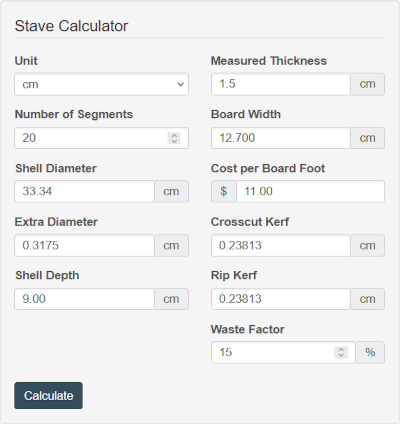 Stave Calculator
Unit Measured Thickness
cm 1.5 cm
Number of Segments Board Width
20 12.700 cm
Shell Diameter Cost per Board Foot
33.34 cm $ 11.00
Extra Diameter Crosscut Kerf
0.3175 cm 0.23813 cm
Shell Depth Rip Kerf
9.00 cm 0.23813 cm
Waste Factor
15 %
Calculate